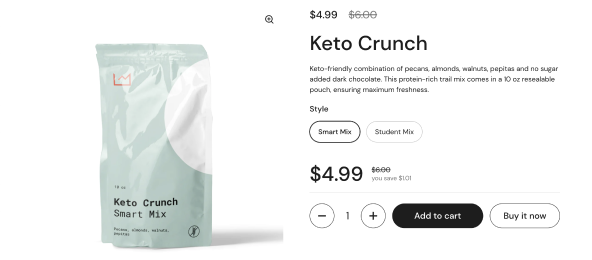 $4.99 $6.00
Keto Crunch
Keto-friendly combination of pecans, almonds, walnuts, pepitas and no sugar
added dark chocolate. This protein-rich trail mix comes in a 10 oz resealable
pouch, ensuring maximum freshness.
Style
Smart Mix Student Mix
$4.99 $6.00
you save $1.01
1 Add to cart Buy it now
10 oz
Keto Crunch
Smart Mix
Pecans, almonds, walnuts,
pepitas